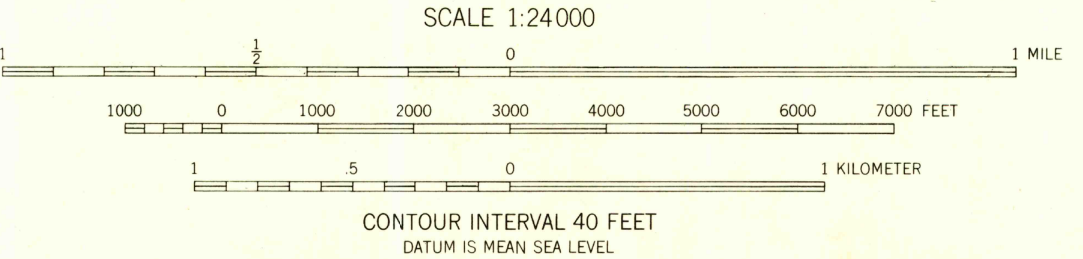 SCALE 1:24000
1 1/2 0 1 MILE
1000 0 1000 2000 3000 4000 5000 6000 7000 FEET
1 .5 0 1 KILOMETER
CONTOUR INTERVAL 40 FEET
DATUM IS MEAN SEA LEVEL